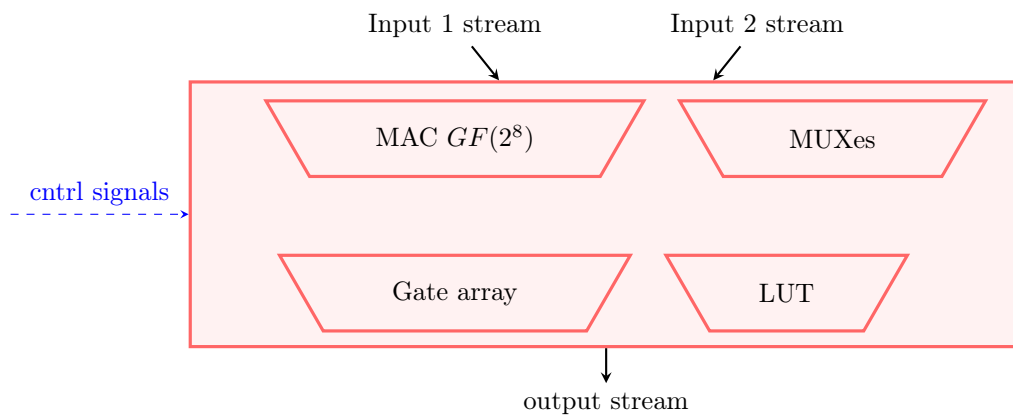 Input 1 stream
Input 2 stream
MAC $GF(2^8)$
MUXes
cntrl signals
Gate array
LUT
output stream